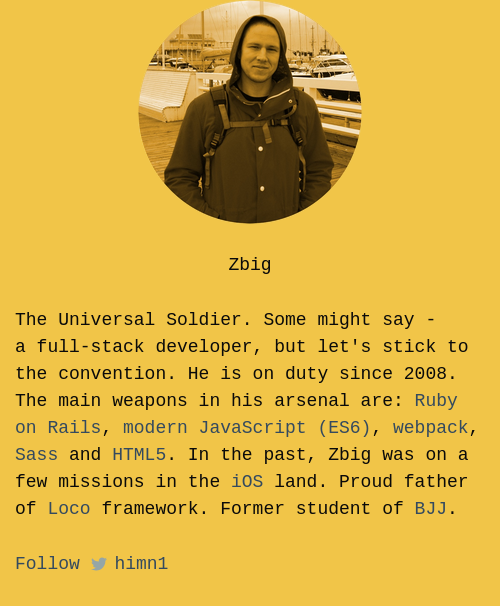 Zbig
The Universal Soldier. Some might say -
a full-stack developer, but let's stick to
the convention. He is on duty since 2008.
The main weapons in his arsenal are: Ruby
on Rails, modern JavaScript (ES6), webpack,
Sass and HTML5. In the past, Zbig was on a
few missions in the iOS land. Proud father
of Loco framework. Former student of BJJ.
Follow himn1